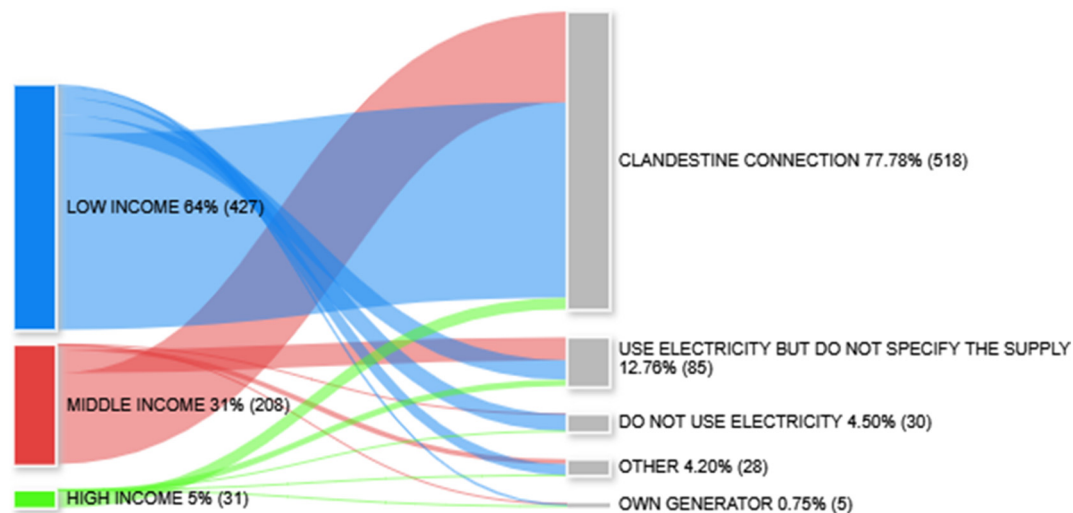 CLANDESTINE CONNECTION 77.78% (518)
LOW INCOME 64% (427)
USE ELECTRICITY BUT DO NOT SPECIFY THE SUPPLY
12.76% (85)
MIDDLE INCOME 31% (208)
DO NOT USE ELECTRICITY 4.50% (30)
OTHER 4.20% (28)
HIGH INCOME 5% (31)
OWN GENERATOR 0.75% (5)